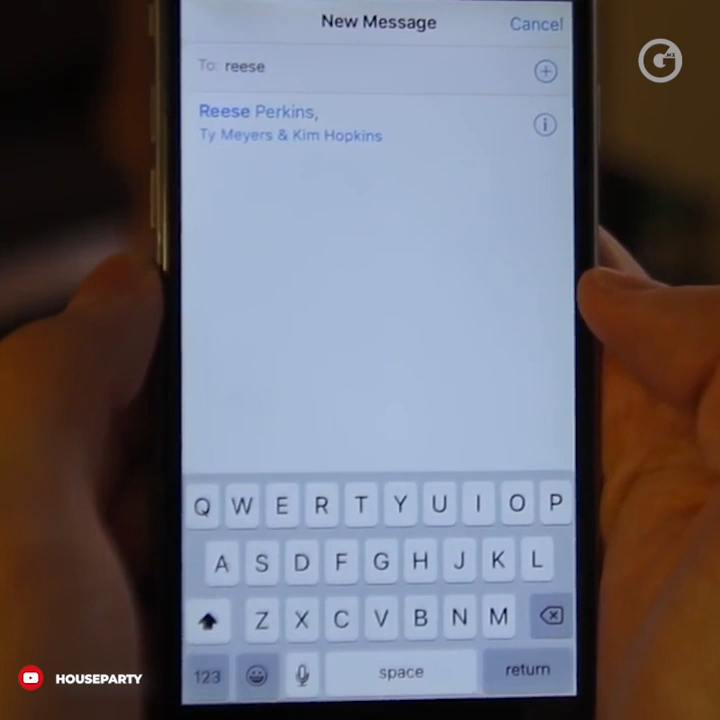 New Message
Cancel
To: reese
Reese Perkins,
Ty Meyers & Kim Hopkins
Q W E R T Y U I O P
A S D F G H J K L
Z X C V B N M
123
space
return
HOUSEPARTY